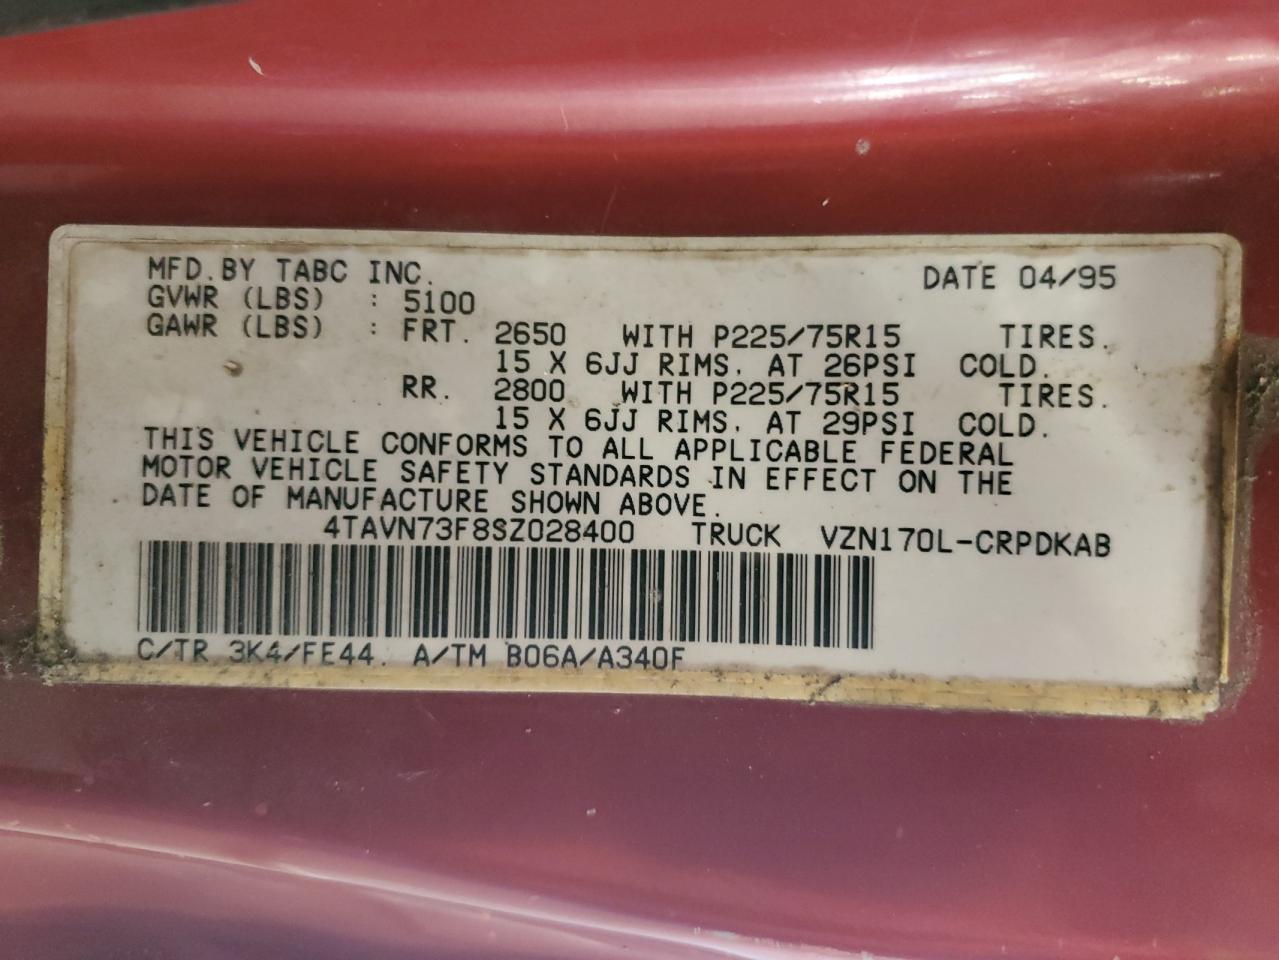 MFD. BY TABC INC. DATE 04/95
GVWR (LBS) : 5100
GAWR (LBS) : FRT. 2650 WITH P225/75R15 TIRES.
15 X 6JJ RIMS, AT 26PSI COLD.
RR. 2800 WITH P225/75R15 TIRES.
15 X 6JJ RIMS, AT 29PSI COLD.
THIS VEHICLE CONFORMS TO ALL APPLICABLE FEDERAL
MOTOR VEHICLE SAFETY STANDARDS IN EFFECT ON THE
DATE OF MANUFACTURE SHOWN ABOVE.
4TAVN73F8SZ028400 TRUCK VZN170L-CRPDKAB
C/TR 3K4/FE44. A/TM B06A/A340F